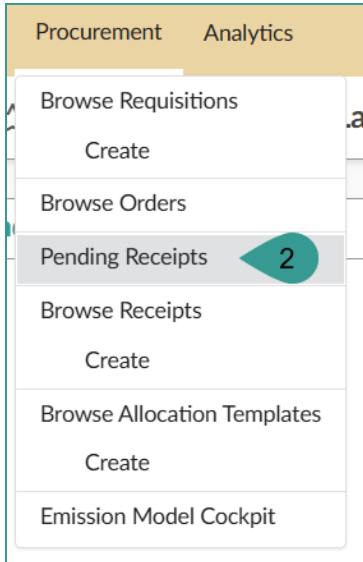 Procurement Analytics
Browse Requisitions
Create
Browse Orders
Pending Receipts 2
Browse Receipts
Create
Browse Allocation Templates
Create
Emission Model Cockpit